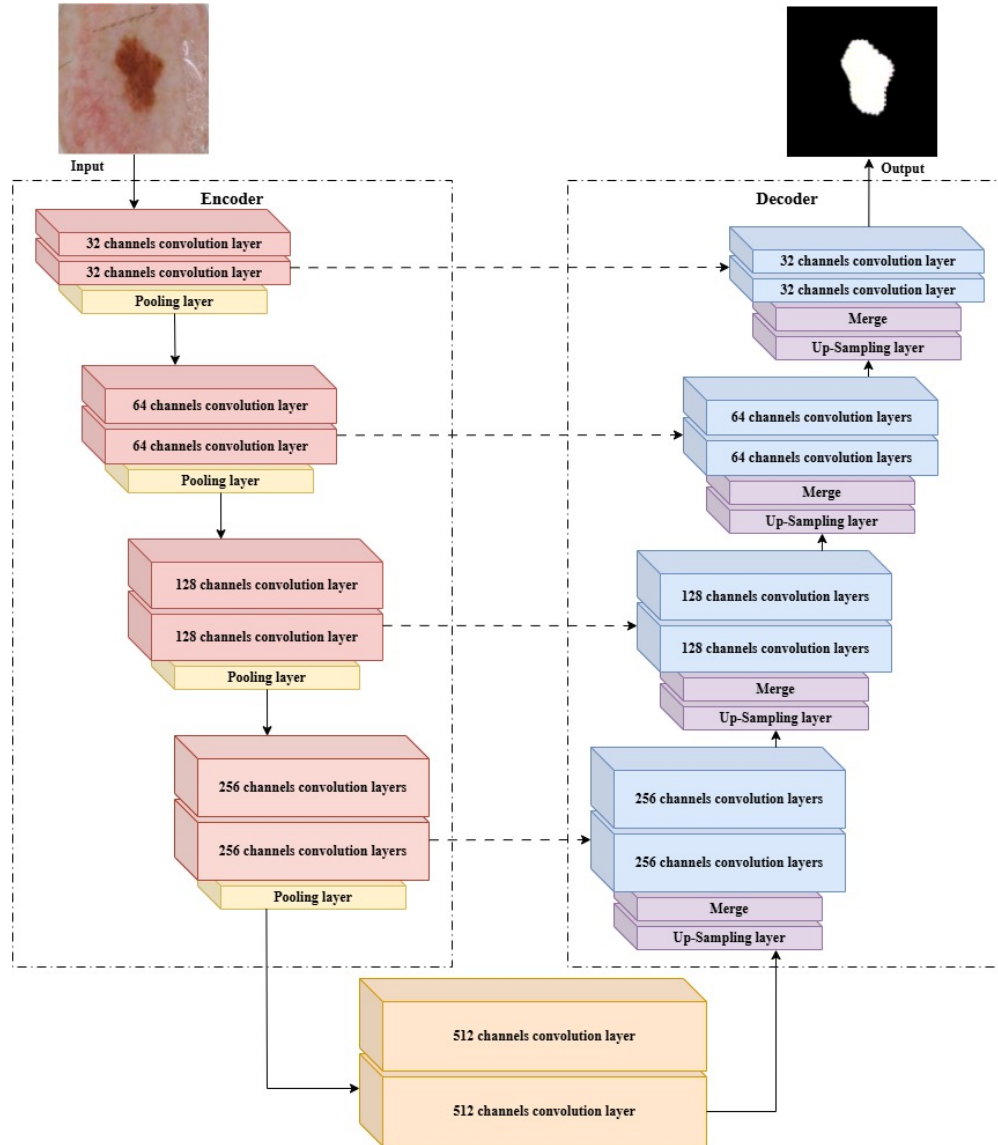 Input
Encoder
32 channels convolution layer
32 channels convolution layer
Pooling layer
64 channels convolution layer
64 channels convolution layer
Pooling layer
128 channels convolution layer
128 channels convolution layer
Pooling layer
256 channels convolution layers
256 channels convolution layers
Pooling layer
512 channels convolution layer
512 channels convolution layer
Output
Decoder
32 channels convolution layer
32 channels convolution layer
Merge
Up-Sampling layer
64 channels convolution layers
64 channels convolution layers
Merge
Up-Sampling layer
128 channels convolution layers
128 channels convolution layers
Merge
Up-Sampling layer
256 channels convolution layers
256 channels convolution layers
Merge
Up-Sampling layer